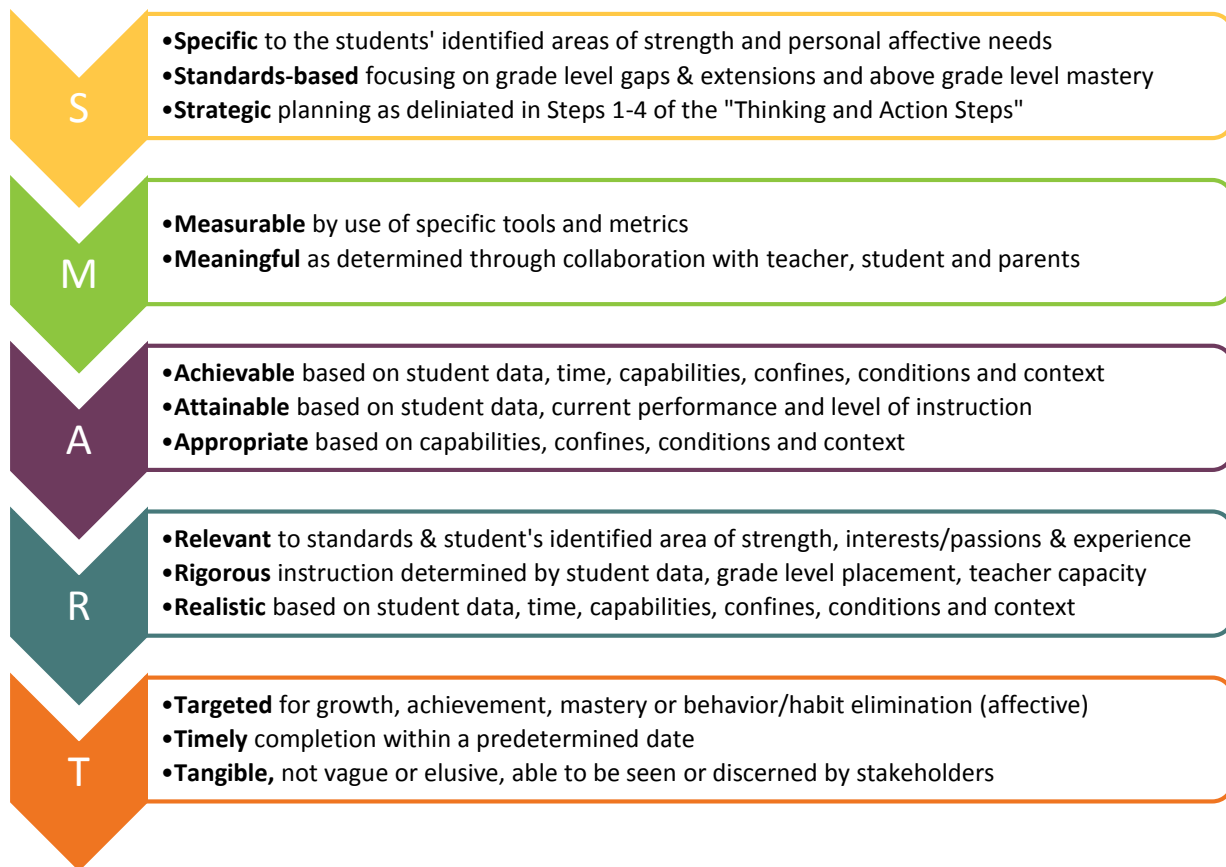 S
•Specific to the students' identified areas of strength and personal affective needs
•Standards-based focusing on grade level gaps & extensions and above grade level mastery
•Strategic planning as deliniated in Steps 1-4 of the "Thinking and Action Steps"
M
•Measurable by use of specific tools and metrics
•Meaningful as determined through collaboration with teacher, student and parents
A
•Achievable based on student data, time, capabilities, confines, conditions and context
•Attainable based on student data, current performance and level of instruction
•Appropriate based on capabilities, confines, conditions and context
R
•Relevant to standards & student's identified area of strength, interests/passions & experience
•Rigorous instruction determined by student data, grade level placement, teacher capacity
•Realistic based on student data, time, capabilities, confines, conditions and context
T
•Targeted for growth, achievement, mastery or behavior/habit elimination (affective)
•Timely completion within a predetermined date
•Tangible, not vague or elusive, able to be seen or discerned by stakeholders